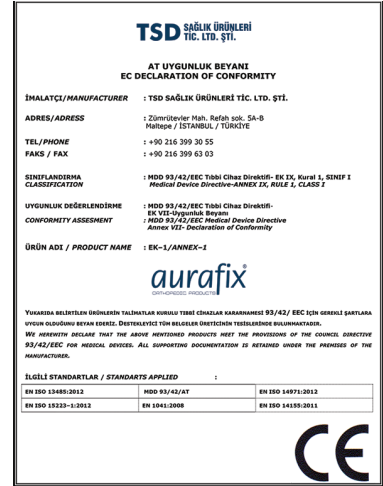 TSD SAĞLIK ÜRÜNLERİ
TİC. LTD. ŞTİ.
AT UYGUNLUK BEYANI
EC DECLARATION OF CONFORMITY
İMALATÇI/MANUFACTURER : TSD SAĞLIK ÜRÜNLERİ TİC. LTD. ŞTİ.
ADRES/ADRESS : Zümrütevler Mah. Refah sok. 5A-B
Maltepe / İSTANBUL / TÜRKİYE
TEL/PHONE : +90 216 399 30 55
FAKS / FAX : +90 216 399 63 03
SINIFLANDIRMA : MDD 93/42/EEC Tıbbi Cihaz Direktifi- EK IX, Kural 1, SINIF I
CLASSIFICATION Medical Device Directive-ANNEX IX, RULE 1, CLASS I
UYGUNLUK DEĞERLENDİRME : MDD 93/42/EEC Tıbbi Cihaz Direktifi-
EK VII-Uygunluk Beyanı
CONFORMITY ASSESMENT : MDD 93/42/EEC Medical Device Directive
Annex VII- Declaration of Conformity
ÜRÜN ADI / PRODUCT NAME : EK-1/ANNEX-1
aurafix
ORTHOPAEDIC PRODUCTS
YUKARIDA BELİRTİLEN ÜRÜNLERİN TALİMATLAR KURULU TIBBİ CİHAZLAR KARARNAMESİ 93/42/ EEC İÇİN GEREKLİ ŞARTLARA
UYGUN OLDUĞUNU BEYAN EDERİZ. DESTEKLEYİCİ TÜM BELGELER ÜRETİCİNİN TESİSLERİNDE BULUNMAKTADIR.
WE HEREWITH DECLARE THAT THE ABOVE MENTIONED PRODUCTS MEET THE PROVISIONS OF THE COUNCIL DIRECTIVE
93/42/EEC FOR MEDICAL DEVICES. ALL SUPPORTING DOCUMENTATION IS RETAINED UNDER THE PREMISES OF THE
MANUFACTURER.
İLGİLİ STANDARTLAR / STANDARTS APPLIED :
EN ISO 13485:2012 MDD 93/42/AT EN ISO 14971:2012
EN ISO 15223-1:2012 EN 1041:2008 EN ISO 14155:2011
CE